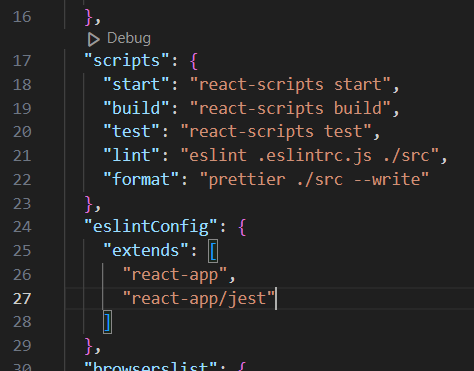 16 },
Debug
17 "scripts": {
18 "start": "react-scripts start",
19 "build": "react-scripts build",
20 "test": "react-scripts test",
21 "lint": "eslint .eslintrc.js ./src",
22 "format": "prettier ./src --write"
23 },
24 "eslintConfig": {
25 "extends": [
26 "react-app",
27 "react-app/jest"
28 ]
29 },
30 "browserslist": {